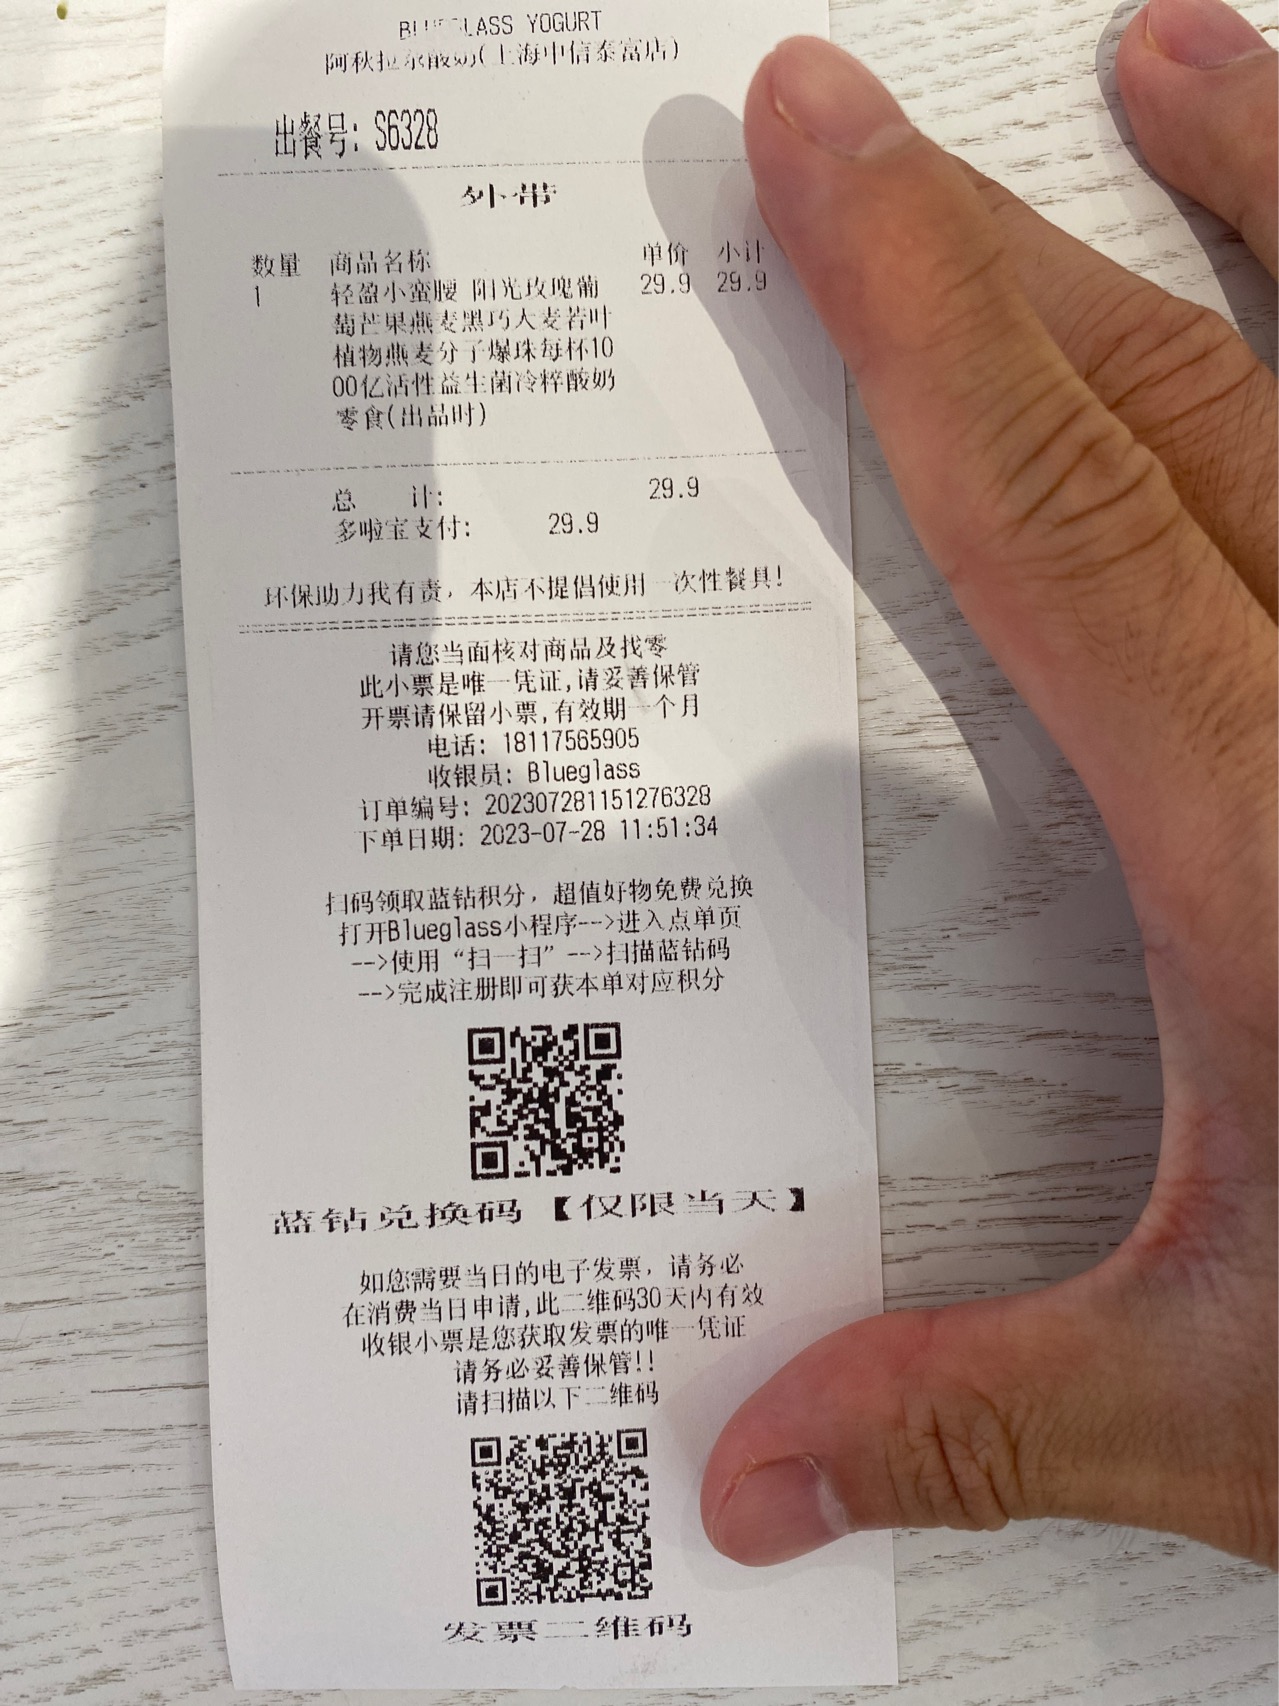 YOGURT
阿秋拉尔酸奶(上海中信泰富店)
出餐号: S6328
外带
数量 商品名称 单价 小计
1 轻盈小蛮腰 阳光玫瑰葡 29.9 29.9
萄芒果燕麦黑巧大麦若叶
植物燕麦分子爆珠每杯10
00亿活性益生菌冷粹酸奶
零食(出品时)
总 计: 29.9
多啦宝支付: 29.9
环保助力我有责，本店不提倡使用一次性餐具!
请您当面核对商品及找零
此小票是唯一凭证,请妥善保管
开票请保留小票,有效期一个月
电话: 18117565905
收银员: Blueglass
订单编号: 202307281151276328
下单日期: 2023-07-28 11:51:34
扫码领取蓝钻积分，超值好物免费兑换
打开Blueglass小程序-->进入点单页
-->使用“扫一扫”-->扫描蓝钻码
-->完成注册即可获本单对应积分
蓝钻兑换码【仅限当天】
如您需要当日的电子发票，请务必
在消费当日申请,此二维码30天内有效
收银小票是您获取发票的唯一凭证
请务必妥善保管!!
请扫描以下二维码
发票二维码